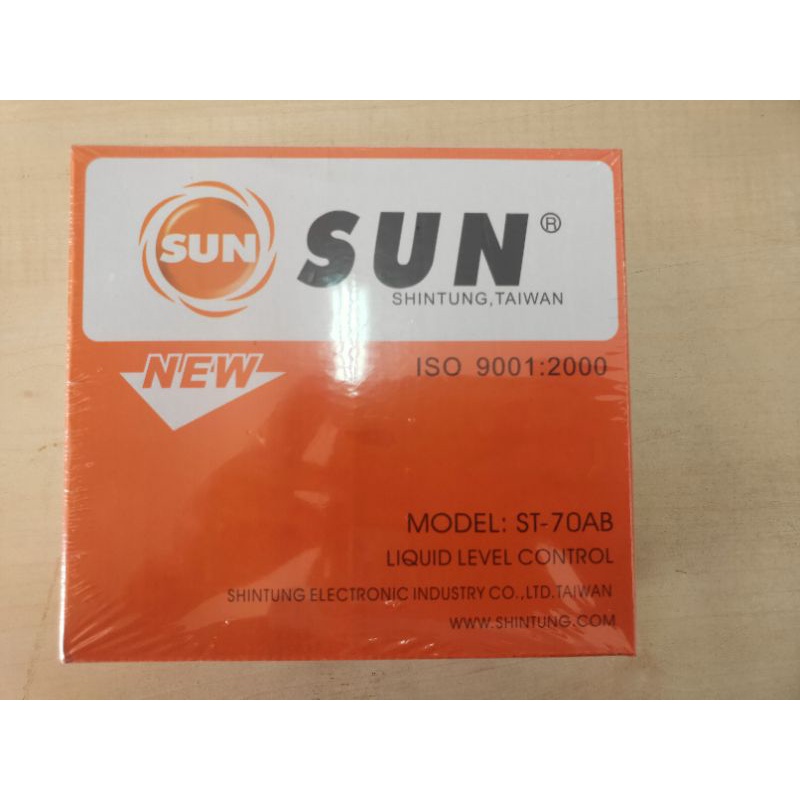 SUN
SUN®
SHINTUNG,TAIWAN
NEW
ISO 9001:2000
MODEL: ST-70AB
LIQUID LEVEL CONTROL
SHINTUNG ELECTRONIC INDUSTRY CO.,LTD.TAIWAN
WWW.SHINTUNG.COM